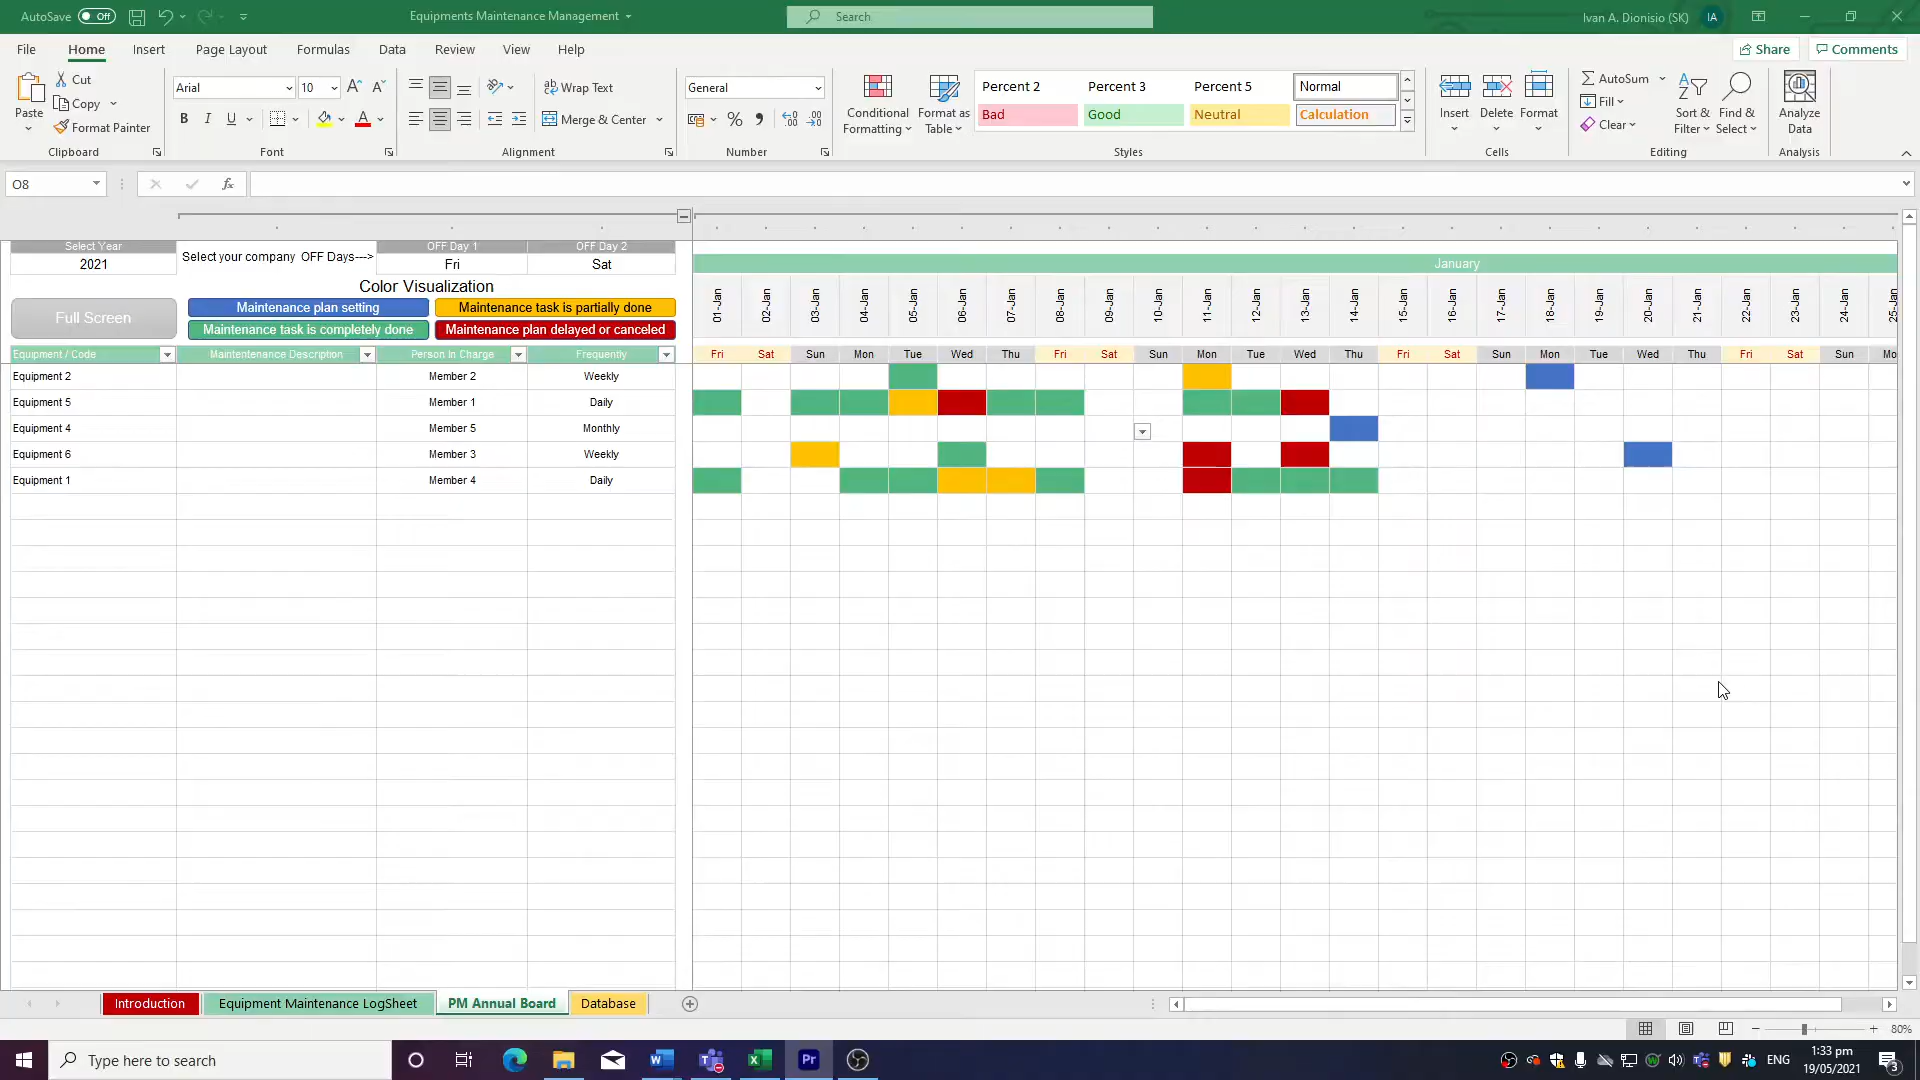 AutoSave Off Equipments Maintenance Management Search Ivan A. Dionisio (SK) IA
File Home Insert Page Layout Formulas Data Review View Help Share Comments
Paste Cut Copy Format Painter
Arial 10
B I U
Wrap Text
Merge & Center
General
Conditional Formatting
Format as Table
Percent 2 Percent 3 Percent 5 Normal
Bad Good Neutral Calculation
Insert Delete Format
AutoSum
Fill
Clear
Sort & Filter
Find & Select
Analyze Data
Clipboard Font Alignment Number Styles Cells Editing Analysis
O8 fx
Select Year Select your company OFF Days---> OFF Day 1 OFF Day 2
2021 Fri Sat
January
Color Visualization
Full Screen
Maintenance plan setting Maintenance task is partially done
Maintenance task is completely done Maintenance plan delayed or canceled
01-Jan 02-Jan 03-Jan 04-Jan 05-Jan 06-Jan 07-Jan 08-Jan 09-Jan 10-Jan 11-Jan 12-Jan 13-Jan 14-Jan 15-Jan 16-Jan 17-Jan 18-Jan 19-Jan 20-Jan 21-Jan 22-Jan 23-Jan 24-Jan 25-Jan
Equipment / Code Maintentenance Description Person In Charge Frequently Fri Sat Sun Mon Tue Wed Thu Fri Sat Sun Mon Tue Wed Thu Fri Sat Sun Mon Tue Wed Thu Fri Sat Sun Mo
Equipment 2 Member 2 Weekly
Equipment 5 Member 1 Daily
Equipment 4 Member 5 Monthly
Equipment 6 Member 3 Weekly
Equipment 1 Member 4 Daily
Introduction Equipment Maintenance LogSheet PM Annual Board Database
80%
Type here to search
ENG 1:33 pm
19/05/2021
3